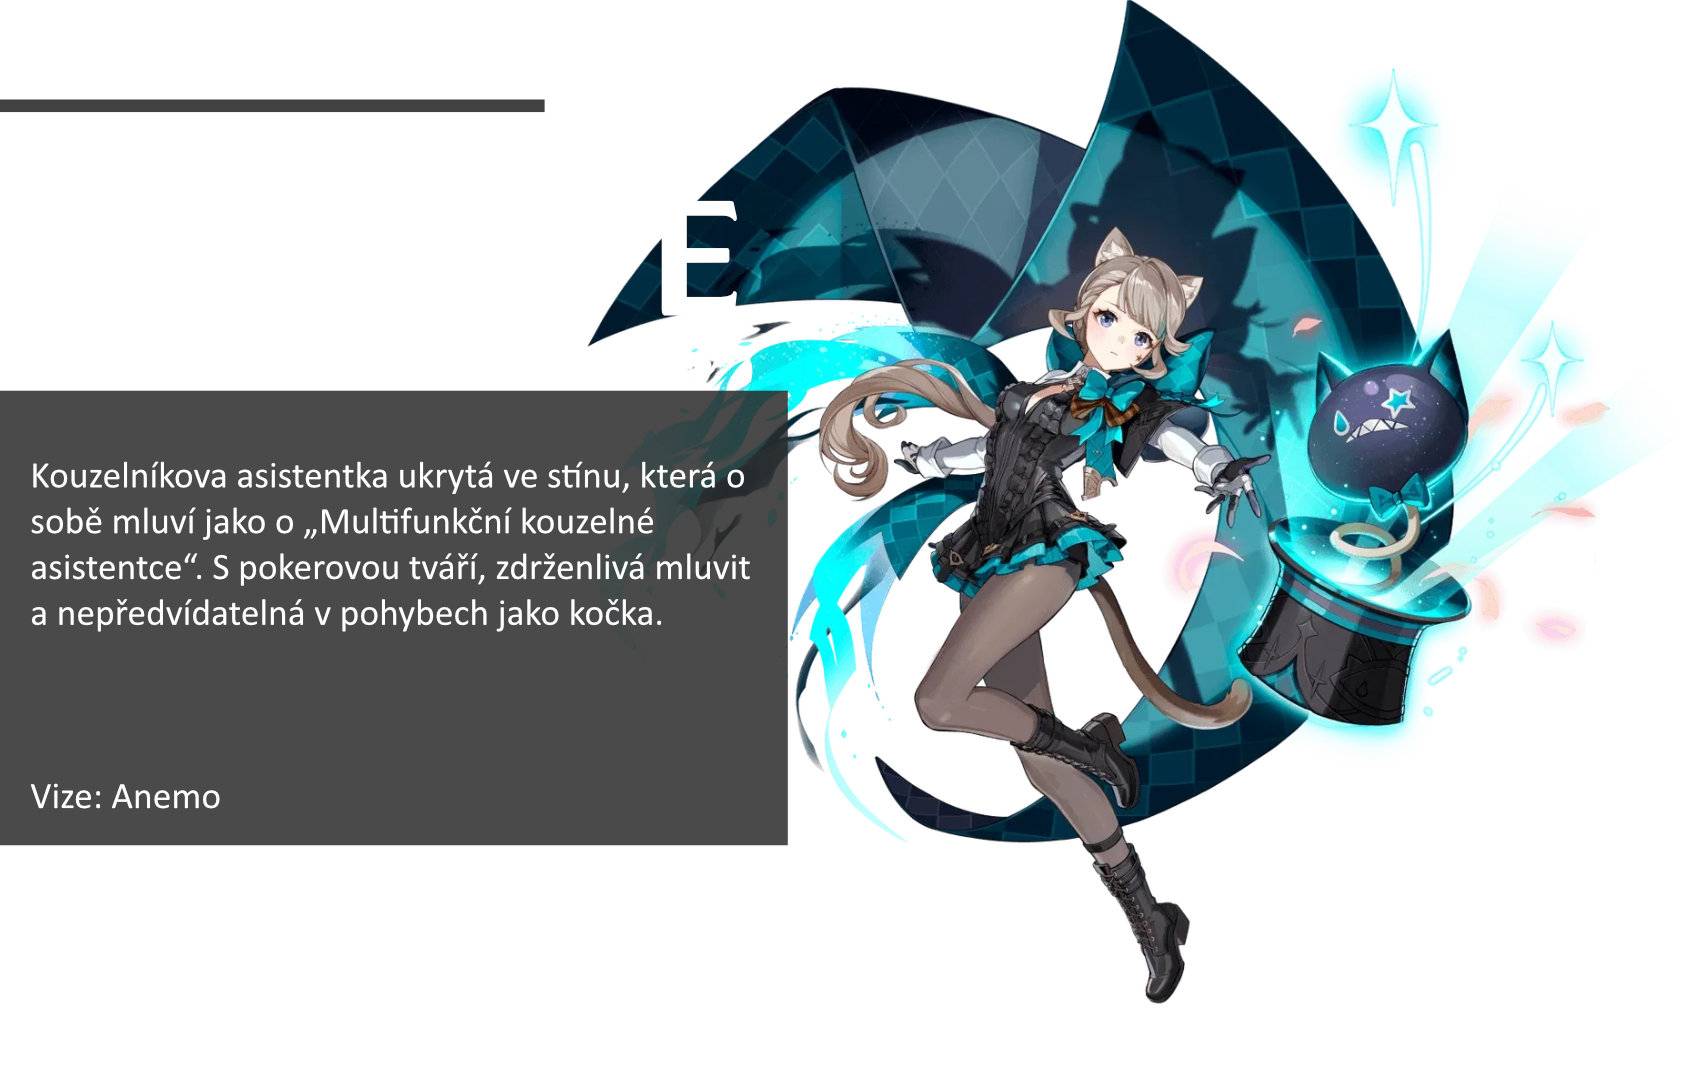 E
Kouzelníkova asistentka ukrytá ve stínu, která o
sobě mluví jako o „Multifunkční kouzelné
asistentce“. S pokerovou tváří, zdrženlivá mluvit
a nepředvídatelná v pohybech jako kočka.
Vize: Anemo